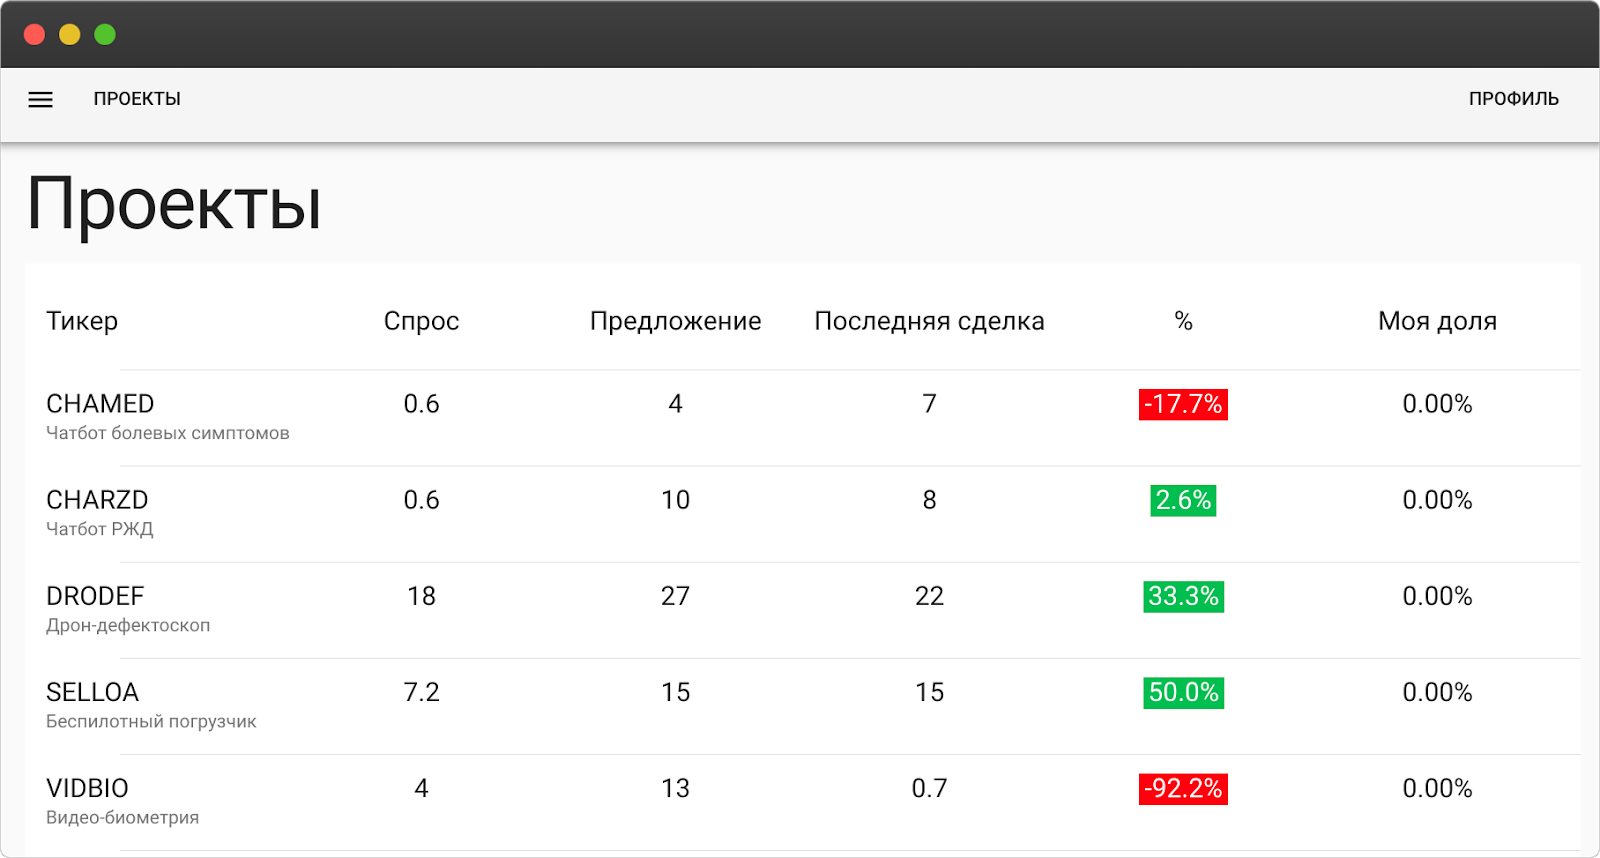 ПРОЕКТЫ ПРОФИЛЬ
Проекты
Тикер Спрос Предложение Последняя сделка % Моя доля
CHAMED 0.6 4 7 -17.7% 0.00%
Чатбот болевых симптомов
CHARZD 0.6 10 8 2.6% 0.00%
Чатбот РЖД
DRODEF 18 27 22 33.3% 0.00%
Дрон-дефектоскоп
SELLOA 7.2 15 15 50.0% 0.00%
Беспилотный погрузчик
VIDBIO 4 13 0.7 -92.2% 0.00%
Видео-биометрия